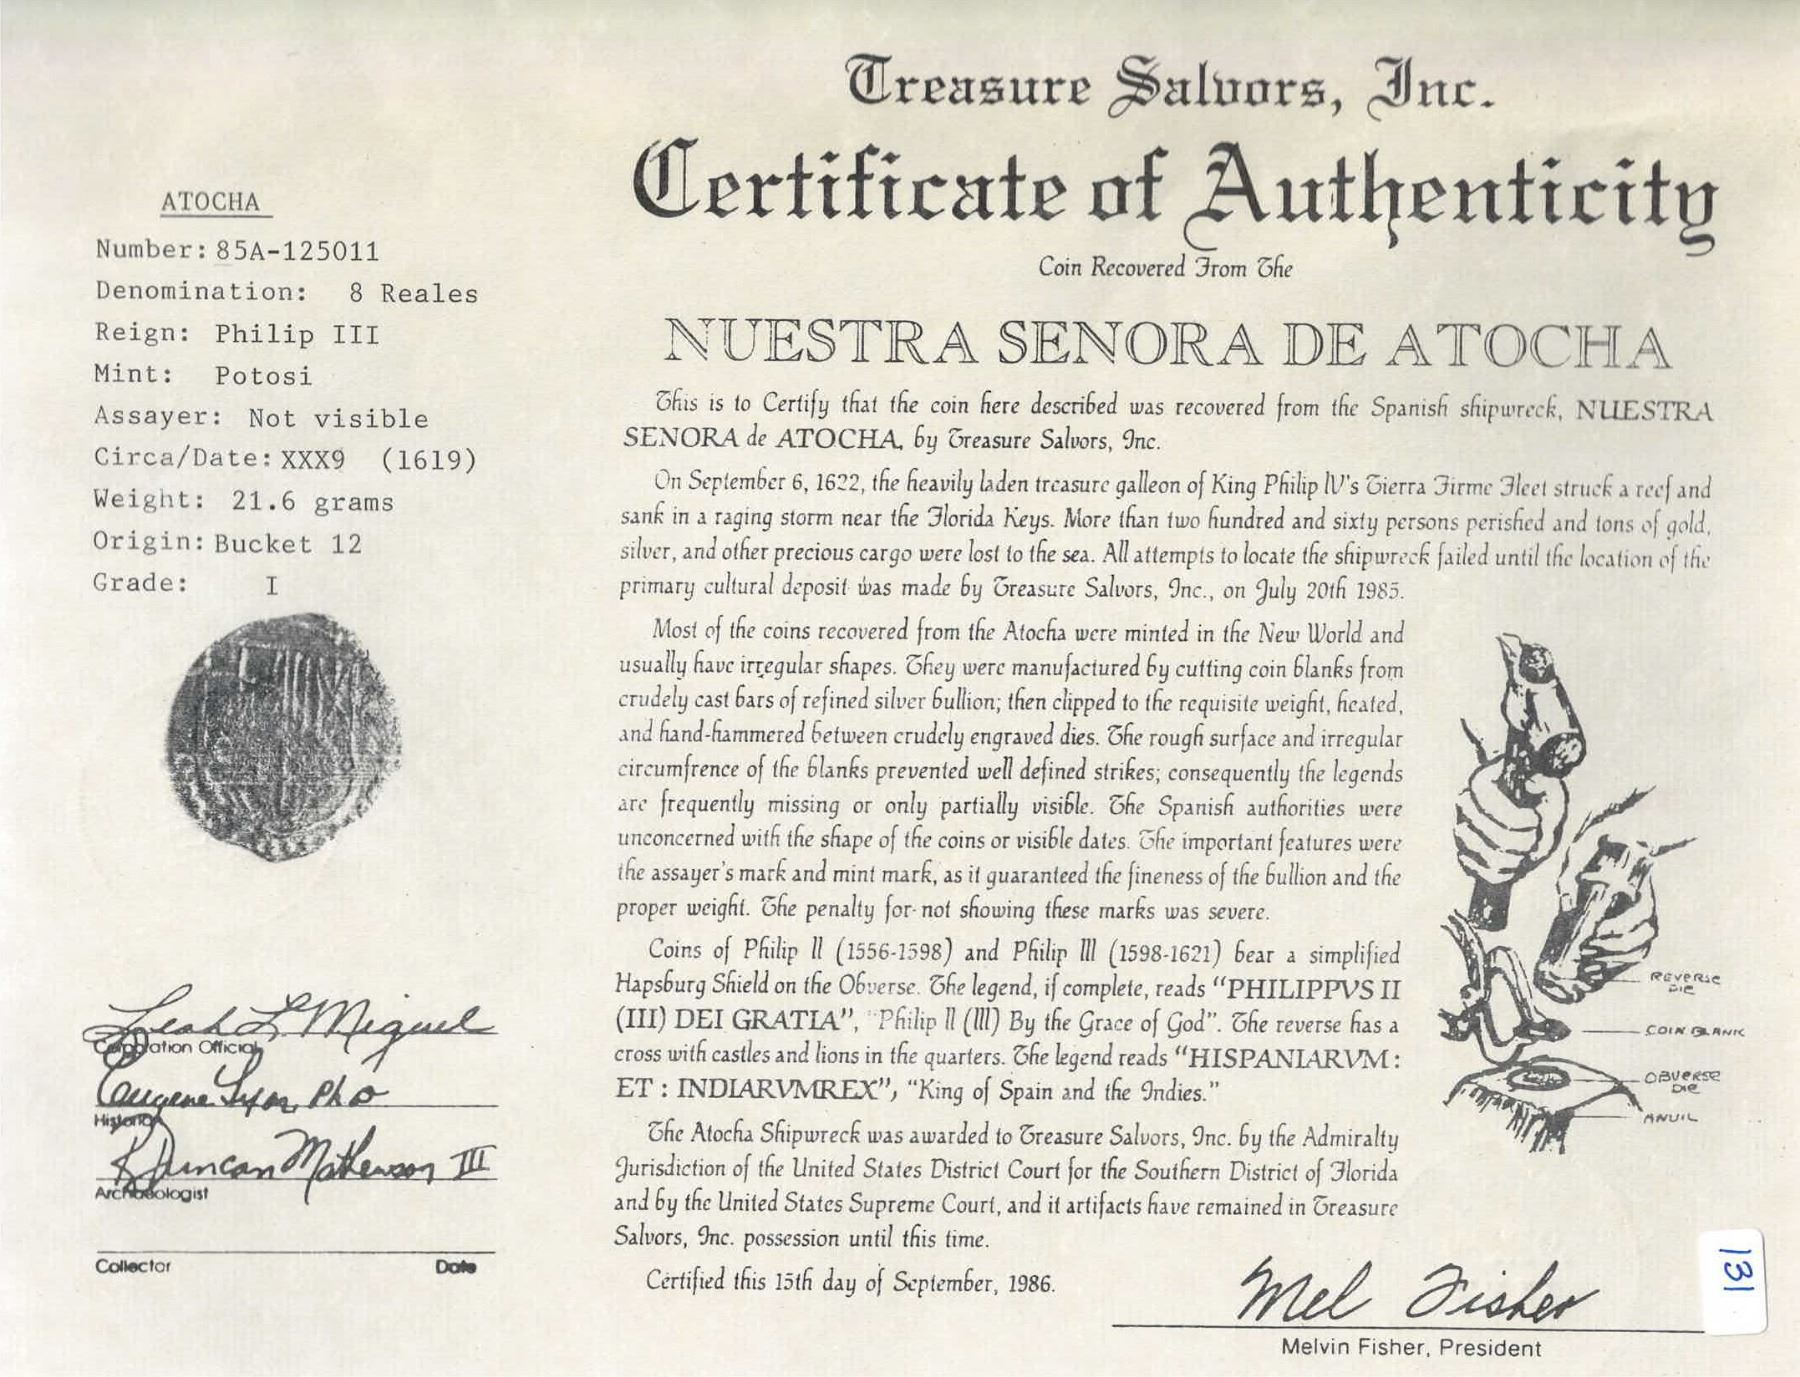 Treasure Salvors, Inc.
Certificate of Authenticity
Coin Recovered From The
NUESTRA SENORA DE ATOCHA
ATOCHA
Number: 85A-125011
Denomination: 8 Reales
Reign: Philip III
Mint: Potosi
Assayer: Not visible
Circa/Date: XXX9 (1619)
Weight: 21.6 grams
Origin: Bucket 12
Grade: I
Leah L Miguel
Corporation Official
Eugene Lyon, PhD
Historian
R Duncan Mathewson III
Archaeologist
Collector Date
This is to Certify that the coin here described was recovered from the Spanish shipwreck, NUESTRA
SENORA de ATOCHA, by Treasure Salvors, Inc.
On September 6, 1622, the heavily laden treasure galleon of King Philip IV's Tierra Firme Fleet struck a reef and
sank in a raging storm near the Florida Keys. More than two hundred and sixty persons perished and tons of gold,
silver, and other precious cargo were lost to the sea. All attempts to locate the shipwreck failed until the location of the
primary cultural deposit was made by Treasure Salvors, Inc., on July 20th 1985.
Most of the coins recovered from the Atocha were minted in the New World and
usually have irregular shapes. They were manufactured by cutting coin blanks from
crudely cast bars of refined silver bullion; then clipped to the requisite weight, heated,
and hand-hammered between crudely engraved dies. The rough surface and irregular
circumfrence of the blanks prevented well defined strikes; consequently the legends
are frequently missing or only partially visible. The Spanish authorities were
unconcerned with the shape of the coins or visible dates. The important features were
the assayer's mark and mint mark, as it guaranteed the fineness of the bullion and the
proper weight. The penalty for not showing these marks was severe.
Coins of Philip II (1556-1598) and Philip III (1598-1621) bear a simplified
Hapsburg Shield on the Obverse. The legend, if complete, reads "PHILIPPVS II
(III) DEI GRATIA", "Philip II (III) By the Grace of God". The reverse has a
cross with castles and lions in the quarters. The legend reads "HISPANIARVM:
ET : INDIARVMREX", "King of Spain and the Indies."
The Atocha Shipwreck was awarded to Treasure Salvors, Inc. by the Admiralty
Jurisdiction of the United States District Court for the Southern District of Florida
and by the United States Supreme Court, and it artifacts have remained in Treasure
Salvors, Inc. possession until this time.
Certified this 15th day of September, 1986.
REVERSE
DIE
COIN BLANK
OBVERSE
DIE
ANVIL
131
Mel Fisher
Melvin Fisher, President